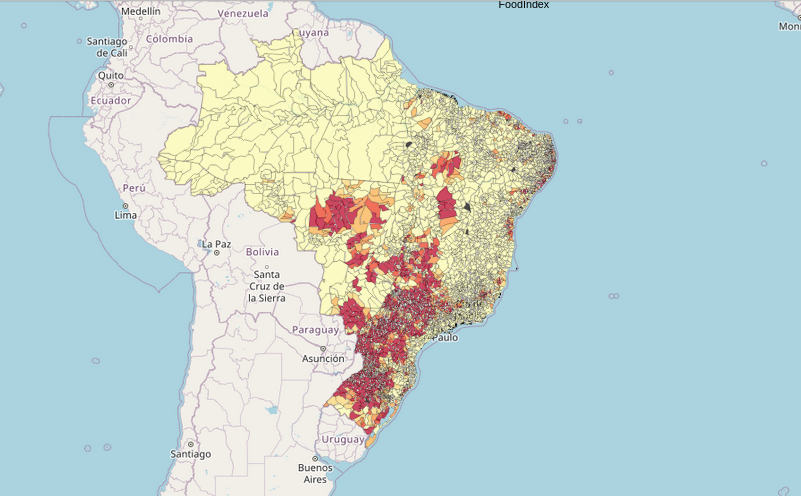 FoodIndex
Medellín
Venezuela
Mon
Colombia
Guyana
Santiago
de Cali
Quito
Ecuador
Perú
Lima
La Paz
Bolivia
Santa
Cruz de
la Sierra
Paraguay
Paulo
Asunción
Uruguay
Santiago
Buenos
Aires